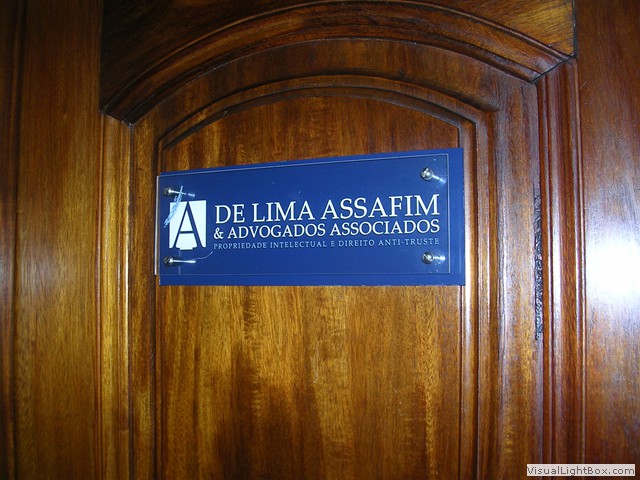 A
DE LIMA ASSAFIM
& ADVOGADOS ASSOCIADOS
PROPRIEDADE INTELECTUAL E DIREITO ANTI-TRUSTE
VisualLightBox.com